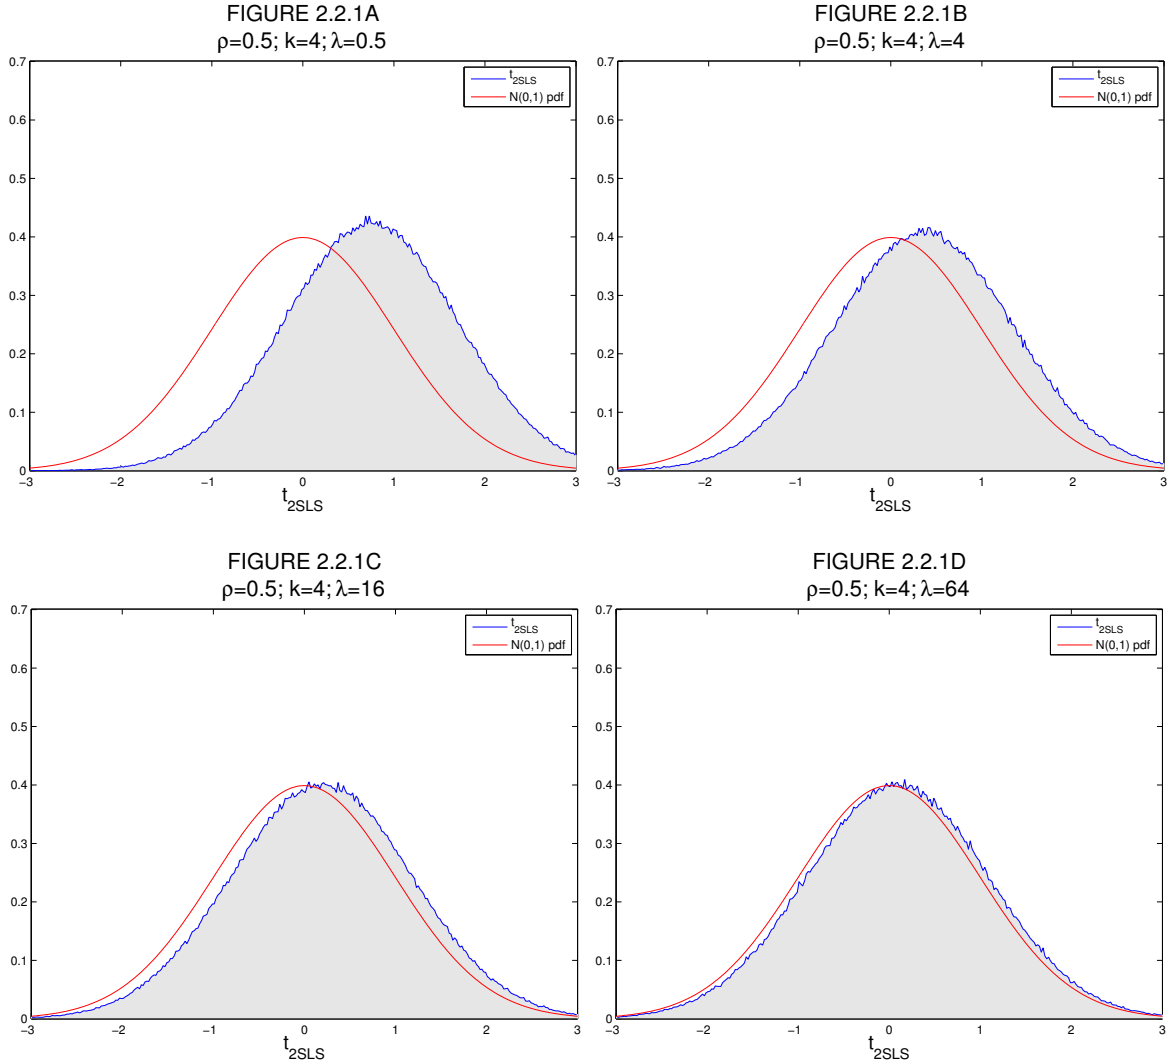 FIGURE 2.2.1A
ρ=0.5; k=4; λ=0.5
0.7
0.6
0.5
0.4
0.3
0.2
0.1
0
−3 −2 −1 0 1 2 3
t2SLS
t2SLS
N(0,1) pdf
FIGURE 2.2.1B
ρ=0.5; k=4; λ=4
0.7
0.6
0.5
0.4
0.3
0.2
0.1
0
−3 −2 −1 0 1 2 3
t2SLS
t2SLS
N(0,1) pdf
FIGURE 2.2.1C
ρ=0.5; k=4; λ=16
0.7
0.6
0.5
0.4
0.3
0.2
0.1
0
−3 −2 −1 0 1 2 3
t2SLS
t2SLS
N(0,1) pdf
FIGURE 2.2.1D
ρ=0.5; k=4; λ=64
0.7
0.6
0.5
0.4
0.3
0.2
0.1
0
−3 −2 −1 0 1 2 3
t2SLS
t2SLS
N(0,1) pdf